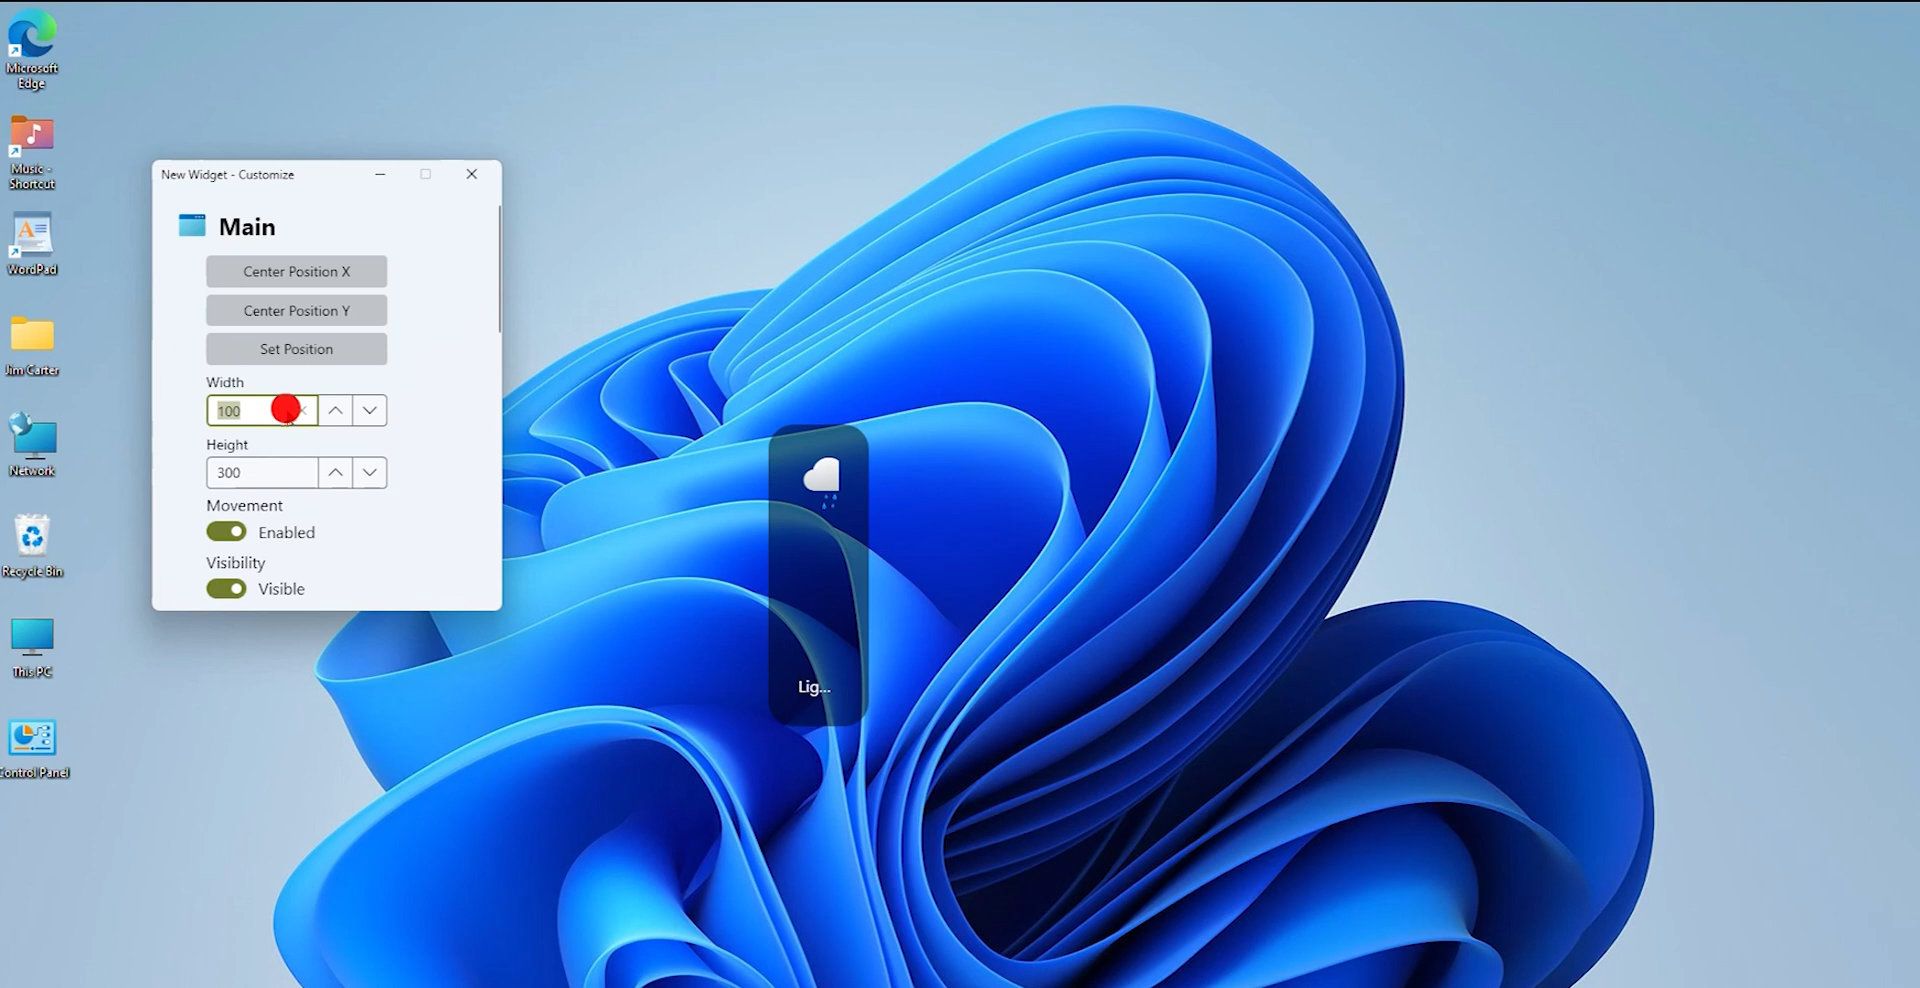 Microsoft
Edge
Music -
Shortcut
WordPad
Jim Carter
Network
Recycle Bin
This PC
Control Panel
New Widget - Customize
Main
Center Position X
Center Position Y
Set Position
Width
100
Height
300
Movement
Enabled
Visibility
Visible
Lig...